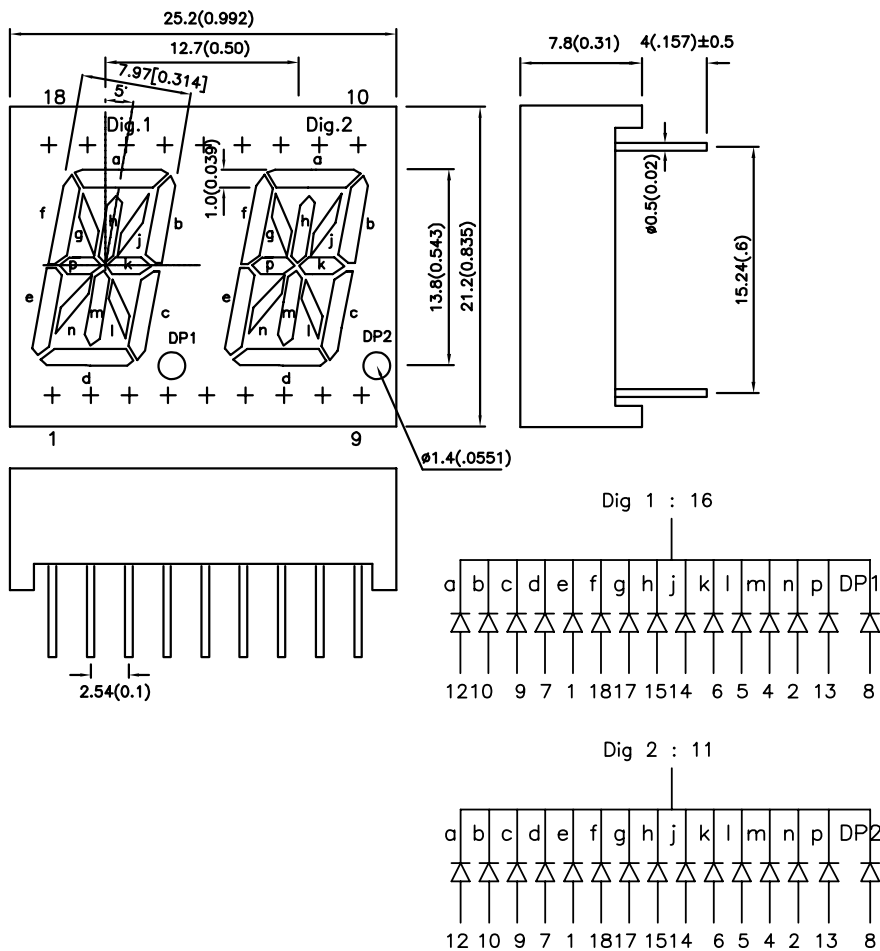 25.2(0.992)
12.7(0.50)
7.97[0.314]
5°
18
10
Dig.1
Dig.2
a
f
b
g
h
j
p
k
e
c
n
m
l
d
DP1
a
f
b
g
h
j
p
k
e
c
n
m
l
d
DP2
1.0(0.039)
13.8(0.543)
21.2(0.835)
1
9
ø1.4(.0551)
7.8(0.31)
4(.157)±0.5
ø0.5(0.02)
15.24(.6)
2.54(0.1)
Dig 1 : 16
a b c d e f g h j k l m n p DP1
12 10 9 7 1 18 17 15 14 6 5 4 2 13 8
Dig 2 : 11
a b c d e f g h j k l m n p DP2
12 10 9 7 1 18 17 15 14 6 5 4 2 13 8